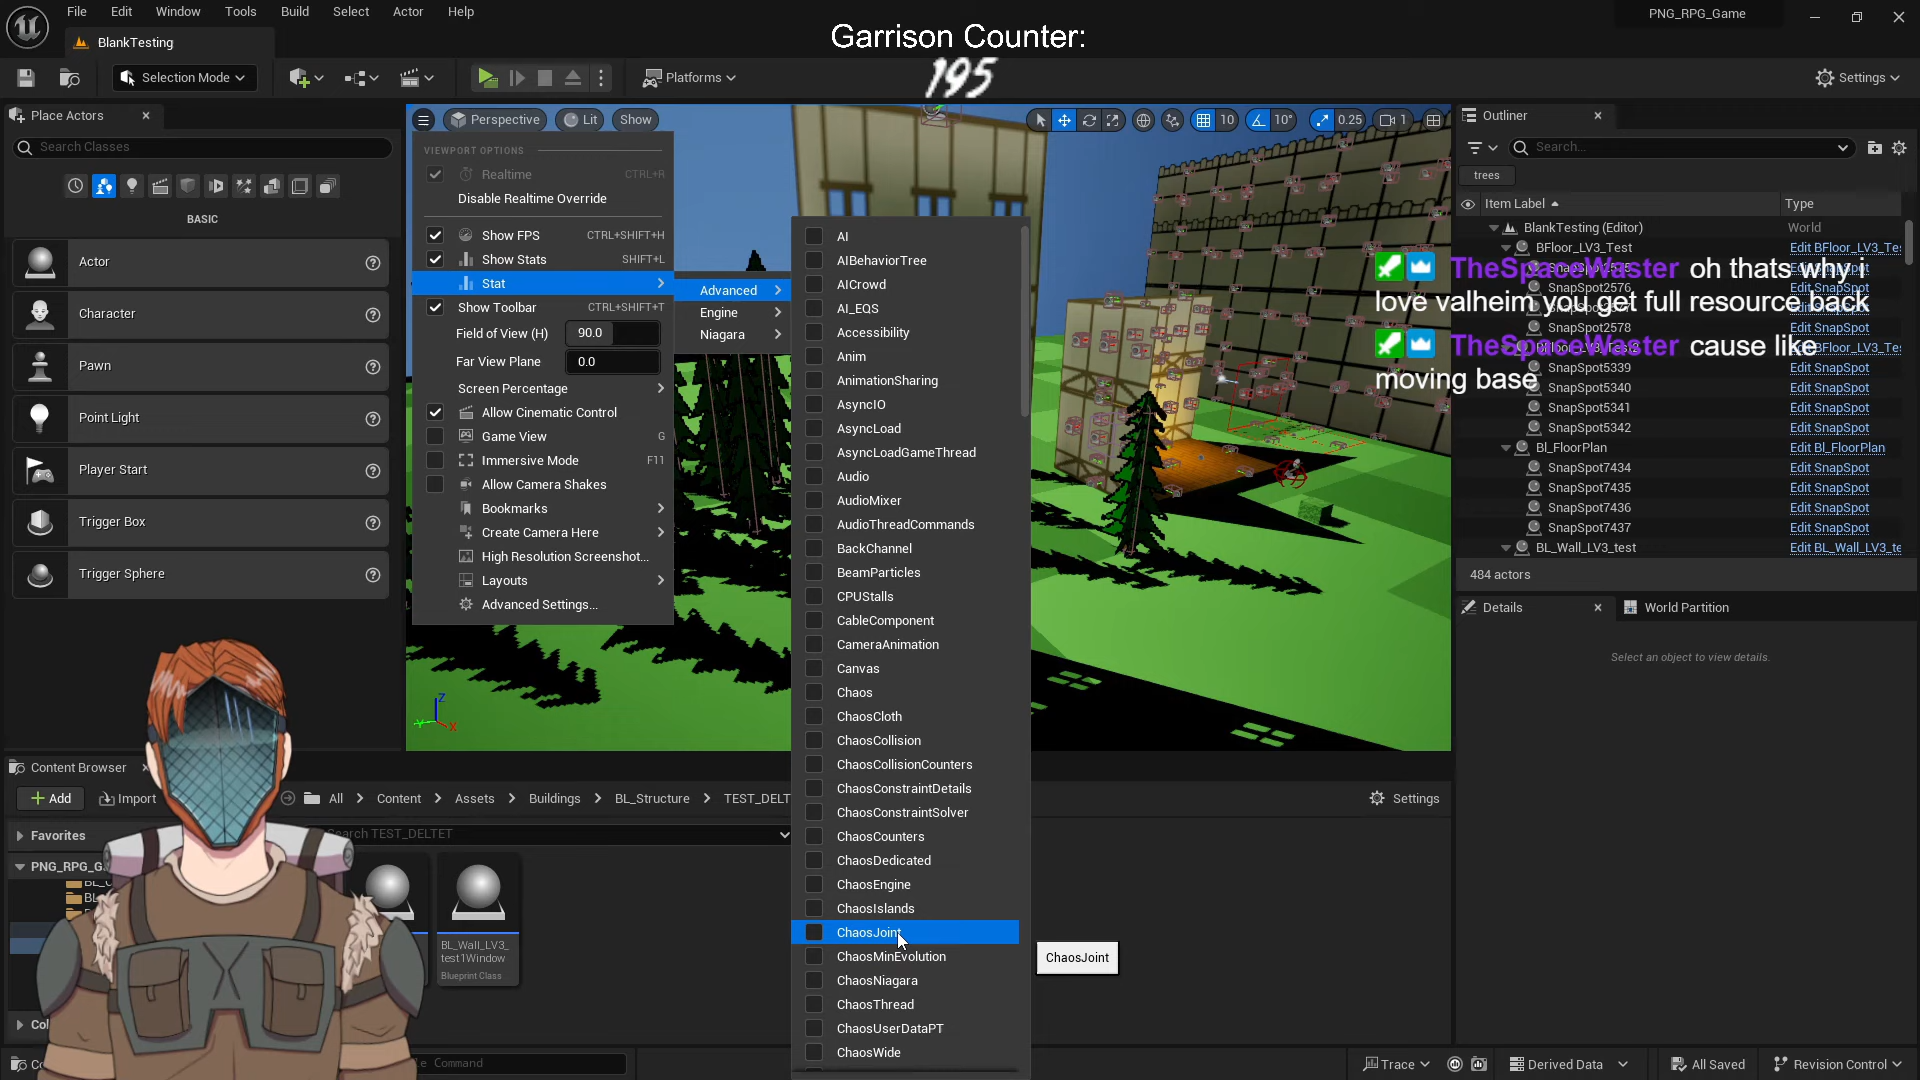 File Edit Window Tools Build Select Actor Help
PNG_RPG_Game
BlankTesting
Garrison Counter:
195
Selection Mode
Platforms
Settings
Place Actors
Search Classes
BASIC
Actor
Character
Pawn
Point Light
Player Start
Trigger Box
Trigger Sphere
Perspective Lit Show
10 10° 0.25 1
VIEWPORT OPTIONS
Realtime CTRL+R
Disable Realtime Override
Show FPS CTRL+SHIFT+H
Show Stats SHIFT+L
Stat
Show Toolbar CTRL+SHIFT+T
Field of View (H) 90.0
Far View Plane 0.0
Screen Percentage
Allow Cinematic Control
Game View G
Immersive Mode F11
Allow Camera Shakes
Bookmarks
Create Camera Here
High Resolution Screenshot...
Layouts
Advanced Settings...
Advanced
Engine
Niagara
AI
AIBehaviorTree
AICrowd
AI_EQS
Accessibility
Anim
AnimationSharing
AsyncIO
AsyncLoad
AsyncLoadGameThread
Audio
AudioMixer
AudioThreadCommands
BackChannel
BeamParticles
CPUStalls
CableComponent
CameraAnimation
Canvas
Chaos
ChaosCloth
ChaosCollision
ChaosCollisionCounters
ChaosConstraintDetails
ChaosConstraintSolver
ChaosCounters
ChaosDedicated
ChaosEngine
ChaosIslands
ChaosJoint
ChaosMinEvolution
ChaosNiagara
ChaosThread
ChaosUserDataPT
ChaosWide
ChaosJoint
Outliner
Search...
trees
Item Label Type
BlankTesting (Editor) World
BFloor_LV3_Test Edit BFloor_LV3_Te
TheSpaceWaster oh thats why i
love valheim you get full resource back
TheSpaceWaster cause like
moving base
SnapSpot2576 Edit SnapSpot
SnapSpot2578 Edit SnapSpot
SnapSpot5339 Edit SnapSpot
SnapSpot5340 Edit SnapSpot
SnapSpot5341 Edit SnapSpot
SnapSpot5342 Edit SnapSpot
Bl_FloorPlan Edit Bl_FloorPlan
SnapSpot7434 Edit SnapSpot
SnapSpot7435 Edit SnapSpot
SnapSpot7436 Edit SnapSpot
SnapSpot7437 Edit SnapSpot
BL_Wall_LV3_test Edit BL_Wall_LV3_te
484 actors
Details World Partition
Select an object to view details.
Content Browser
Add Import All Content Assets Buildings BL_Structure TEST_DELT Settings
Favorites
Search TEST_DELTET
PNG_RPG_G
BL_Wall_LV3_
test1Window
Blueprint Class
Command
Trace Derived Data All Saved Revision Control